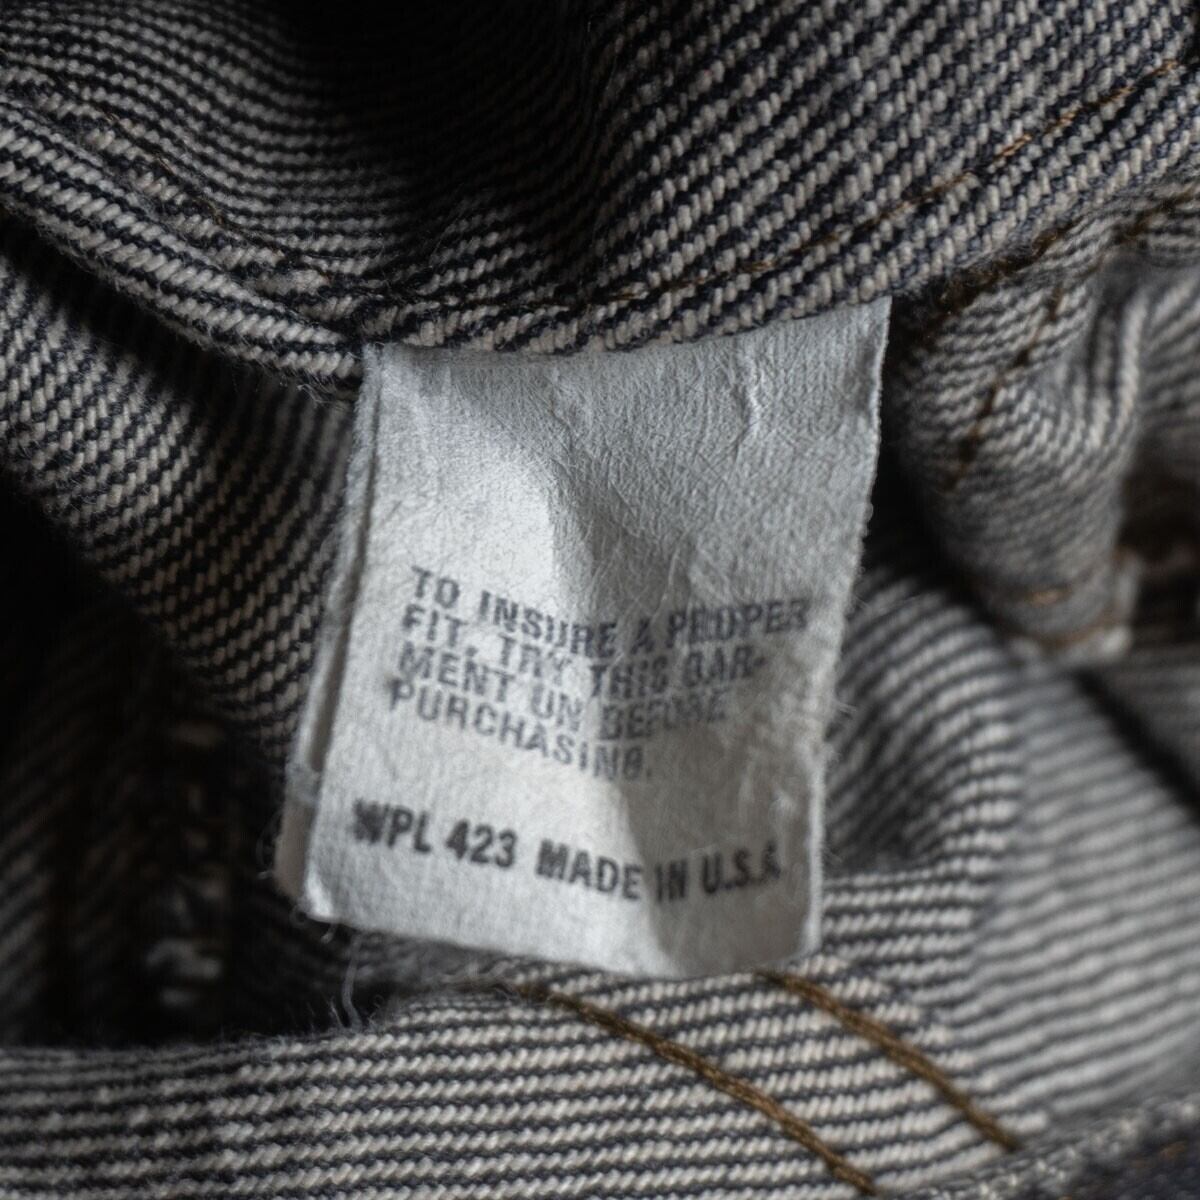 TO INSURE A PROPER
FIT, TRY THIS GAR-
MENT ON BEFORE
PURCHASING.
WPL 423 MADE IN U.S.A